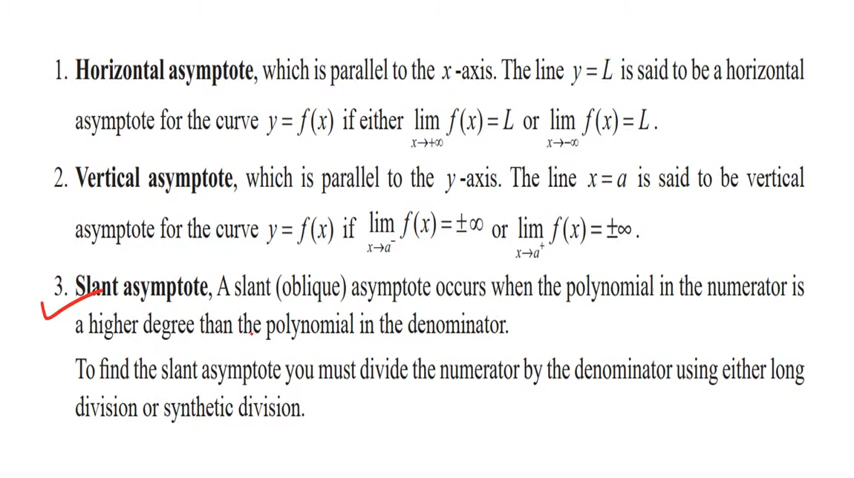 1. Horizontal asymptote, which is parallel to the x-axis. The line y = L is said to be a horizontal
asymptote for the curve y = f(x) if either lim x→+∞ f(x) = L or lim x→-∞ f(x) = L.
2. Vertical asymptote, which is parallel to the y-axis. The line x = a is said to be vertical
asymptote for the curve y = f(x) if lim x→a⁻ f(x) = ±∞ or lim x→a⁺ f(x) = ±∞.
3. Slant asymptote, A slant (oblique) asymptote occurs when the polynomial in the numerator is
a higher degree than the polynomial in the denominator.
To find the slant asymptote you must divide the numerator by the denominator using either long
division or synthetic division.